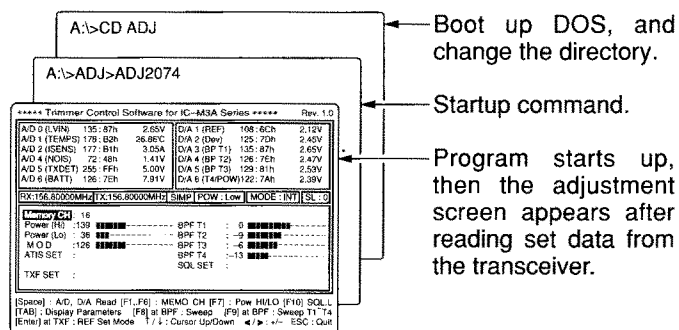 A:\>CD ADJ
Boot up DOS, and
change the directory.
A:\>ADJ>ADJ2074
Startup command.
Program starts up,
then the adjustment
screen appears after
reading set data from
the transceiver.
***** Trimmer Control Software for IC-M3A Series ***** Rev. 1.0
A/D 0 (LVIN) 135 : 87h 2.65V D/A 1 (REF) 108 : 6Ch 2.12V
A/D 1 (TEMPS) 178 : B2h 26.86'C D/A 2 (Dev) 125 : 7Dh 2.45V
A/D 2 (ISENS) 177 : B1h 3.05A D/A 3 (BP T1) 135 : 87h 2.65V
A/D 4 (NOIS) 72 : 48h 1.41V D/A 4 (BP T2) 126 : 7Eh 2.47V
A/D 5 (TXDET) 255 : FFh 5.00V D/A 5 (BP T3) 129 : 81h 2.53V
A/D 6 (BATT) 126 : 7Eh 7.91V D/A 6 (T4/POW) 122 : 7Ah 2.39V
RX:156.80000MHz TX:156.80000MHz SIMP POW : Low MODE : INT SL : 0
Memory CH : 16
Power (Hi) :139 BPF T1 : 0
Power (Lo) : 36 BPF T2 : -9
M O D :126 BPF T3 : -6
ATIS SET : BPF T4 :-13
SQL SET :
TXF SET :
[Space] : A/D, D/A Read [F1..F6] : MEMO CH [F7] : Pow HI/LO [F10] SQL.L
[TAB] : Display Parameters [F8] at BPF : Sweep [F9] at BPF : Sweep T1~T4
[Enter] at TXF : REF Set Mode ↑/↓ : Cursor Up/Down ◄/► : +/- ESC : Quit